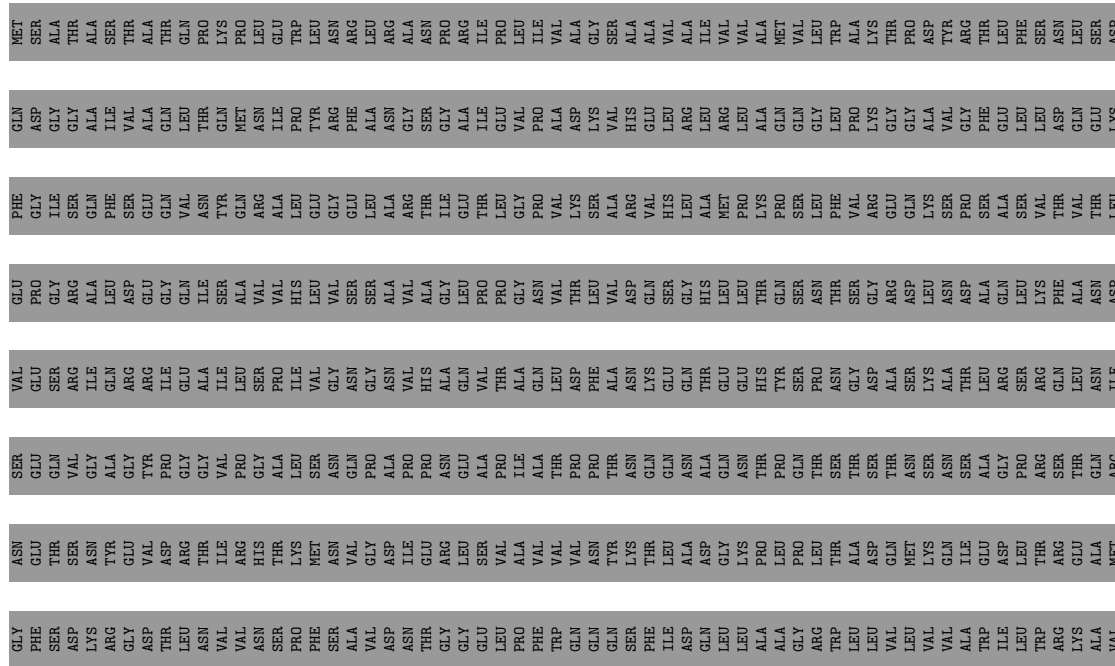 MET SER ALA THR ALA SER THR ALA THR GLN PRO LYS PRO LEU GLU TRP LEU ASN ARG LEU ARG ALA ASN PRO ARG ILE PRO LEU ILE VAL ALA GLY SER ALA ALA VAL ALA ILE VAL VAL ALA MET VAL LEU TRP ALA LYS THR PRO ASP TYR ARG THR LEU PHE SER ASN LEU SER ASP
GLN ASP GLY GLY ALA ILE VAL ALA GLN LEU THR GLN MET ASN ILE PRO TYR ARG PHE ALA ASN GLY SER GLY ALA ILE GLU VAL PRO ALA ASP LYS VAL HIS GLU LEU ARG LEU ARG LEU ALA GLN GLN GLY LEU PRO LYS GLY GLY ALA VAL GLY PHE GLU LEU LEU ASP GLN GLU LYS
PHE GLY ILE SER GLN PHE SER GLU GLN VAL ASN TYR GLN ARG ALA LEU GLU GLY GLU LEU ALA ARG THR ILE GLU THR LEU GLY PRO VAL LYS SER ALA ARG VAL HIS LEU ALA MET PRO LYS PRO SER LEU PHE VAL ARG GLU GLN LYS SER PRO SER ALA SER VAL THR VAL THR LEU
GLU PRO GLY ARG ALA LEU ASP GLU GLY GLN ILE SER ALA VAL VAL HIS LEU VAL SER SER ALA VAL ALA GLY LEU PRO PRO GLY ASN VAL THR LEU VAL ASP GLN SER GLY HIS LEU LEU THR GLN SER ASN THR SER GLY ARG ASP LEU ASN ASP ALA GLN LEU LYS PHE ALA ASN ASP
VAL GLU SER ARG ILE GLN ARG ARG ILE GLU ALA ILE LEU SER PRO ILE VAL GLY ASN GLY ASN VAL HIS ALA GLN VAL THR ALA GLN LEU ASP PHE ALA ASN LYS GLU GLN THR GLU GLU HIS TYR SER PRO ASN GLY ASP ALA SER LYS ALA THR LEU ARG SER ARG GLN LEU ASN ILE
SER GLU GLN VAL GLY ALA GLY TYR PRO GLY GLY VAL PRO GLY ALA LEU SER ASN GLN PRO ALA PRO PRO ASN GLU ALA PRO ILE ALA THR PRO PRO THR ASN GLN GLN ASN ALA GLN ASN THR PRO GLN THR SER THR SER THR ASN SER ASN SER ALA GLY PRO ARG SER THR GLN ARG
ASN GLU THR SER ASN TYR GLU VAL ASP ARG THR ILE ARG HIS THR LYS MET ASN VAL GLY ASP ILE GLU ARG LEU SER VAL ALA VAL VAL VAL ASN TYR LYS THR LEU ALA ASP GLY LYS PRO LEU PRO LEU THR ALA ASP GLN MET LYS GLN ILE GLU ASP LEU THR ARG GLU ALA MET
GLY PHE SER ASP LYS ARG GLY ASP THR LEU ASN VAL VAL ASN SER PRO PHE SER ALA VAL ASP ASN THR GLY GLY GLU LEU PRO PHE TRP GLN GLN GLN SER PHE ILE ASP GLN LEU LEU ALA ALA GLY ARG TRP LEU LEU VAL LEU VAL VAL ALA TRP ILE LEU TRP ARG LYS ALA VAL